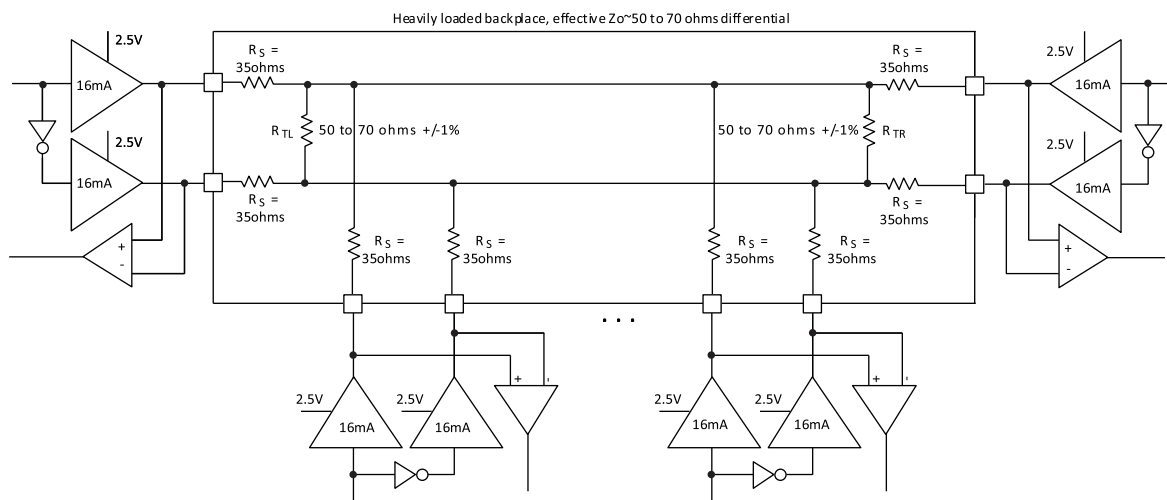 Heavily loaded backplace, effective Zo~50 to 70 ohms differential
2.5V
16mA
R S =
35ohms
R S =
35ohms
2.5V
16mA
R TL
50 to 70 ohms +/-1%
50 to 70 ohms +/-1%
R TR
2.5V
16mA
R S =
35ohms
R S =
35ohms
2.5V
16mA
+
-
R S =
35ohms
R S =
35ohms
R S =
35ohms
R S =
35ohms
+
-
. . .
+
-
+
-
2.5V
16mA
2.5V
16mA
2.5V
16mA
2.5V
16mA